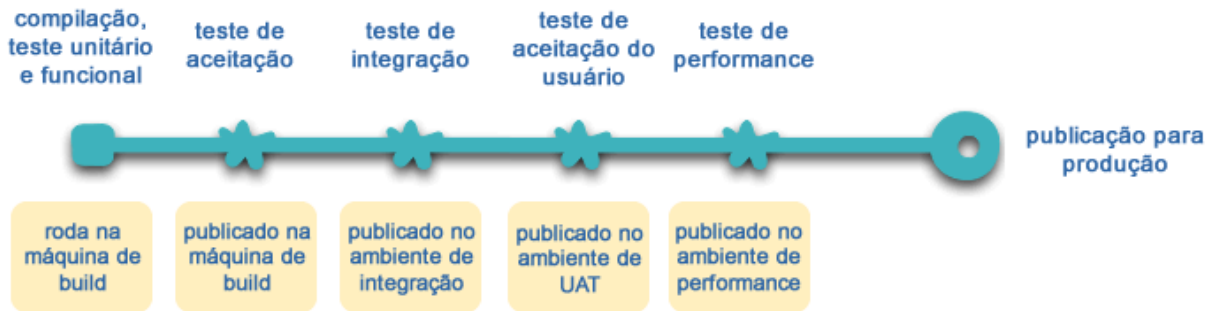 compilação,
teste unitário
e funcional
teste de
aceitação
teste de
integração
teste de
aceitação do
usuário
teste de
performance
publicação para
produção
roda na
máquina de
build
publicado na
máquina de
build
publicado no
ambiente de
integração
publicado no
ambiente de
UAT
publicado no
ambiente de
performance